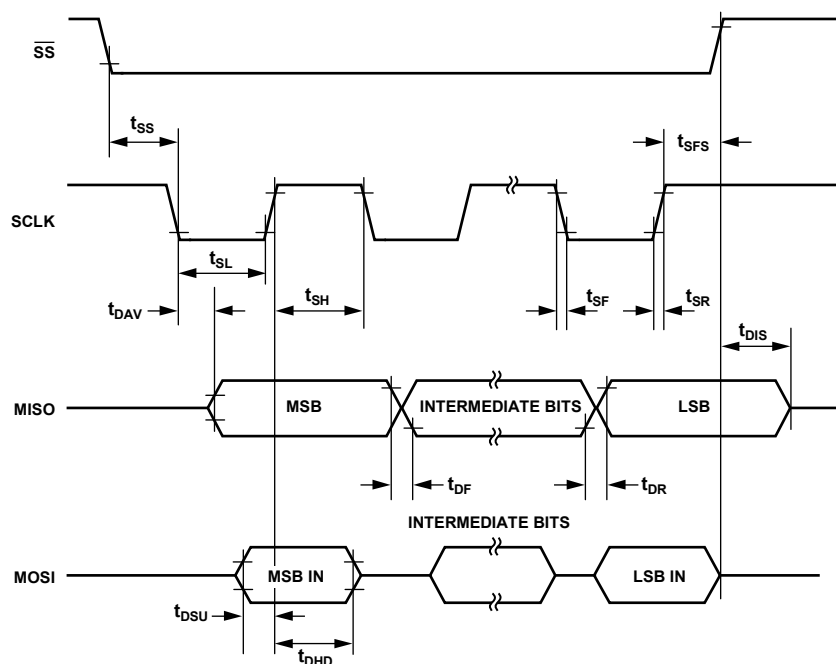 SS
tSS
tSFS
SCLK
tSL
tSH
tSF
tSR
tDAV
tDIS
MISO
MSB
INTERMEDIATE BITS
LSB
tDF
tDR
INTERMEDIATE BITS
MOSI
MSB IN
LSB IN
tDSU
tDHD